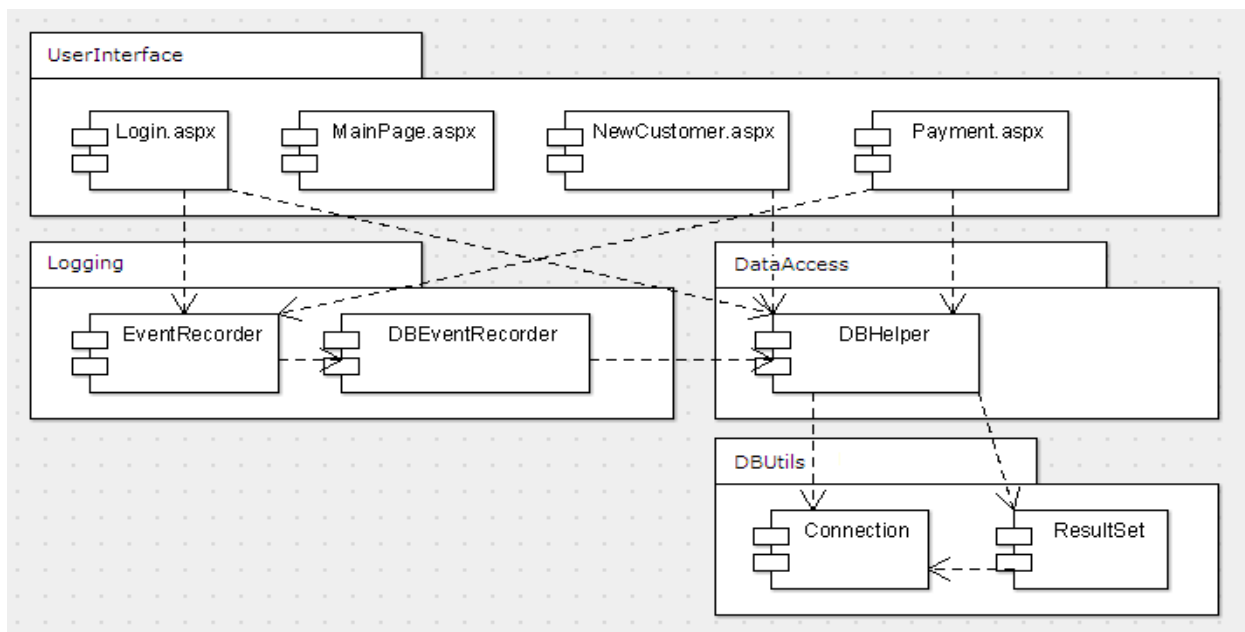 UserInterface
Login.aspx
MainPage.aspx
NewCustomer.aspx
Payment.aspx
Logging
DataAccess
EventRecorder
DBEventRecorder
DBHelper
DBUtils
Connection
ResultSet